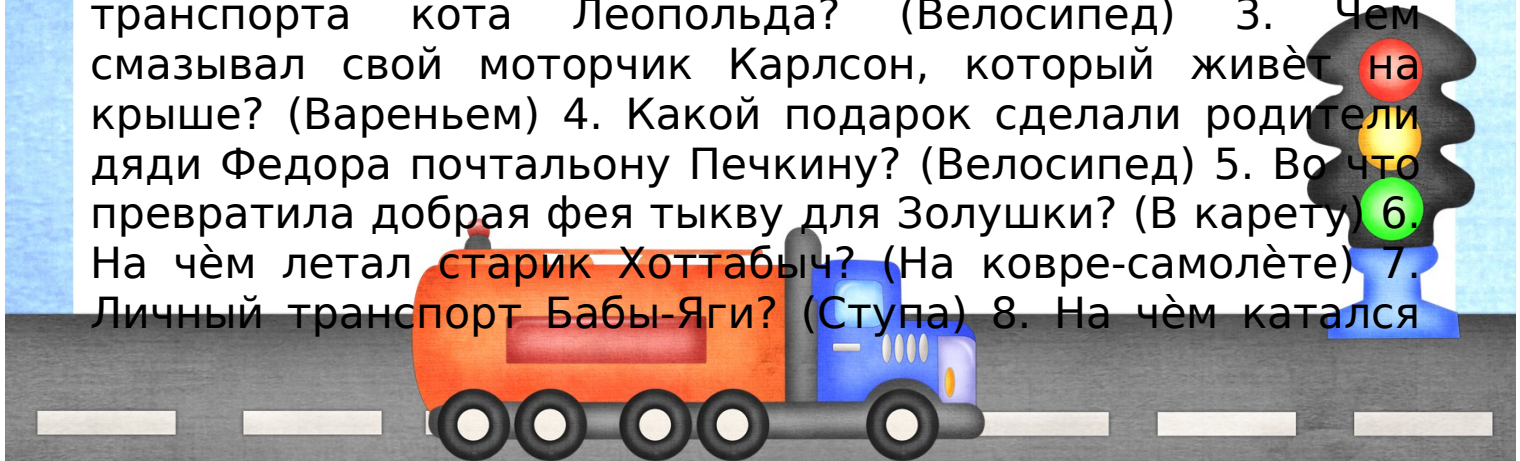 транспорта кота Леопольда? (Велосипед) 3. Чем
смазывал свой моторчик Карлсон, который живѐт на
крыше? (Вареньем) 4. Какой подарок сделали родители
дяди Федора почтальону Печкину? (Велосипед) 5. Во что
превратила добрая фея тыкву для Золушки? (В карету) 6.
На чѐм летал старик Хоттабыч? (На ковре-самолѐте) 7.
Личный транспорт Бабы-Яги? (Ступа) 8. На чѐм катался